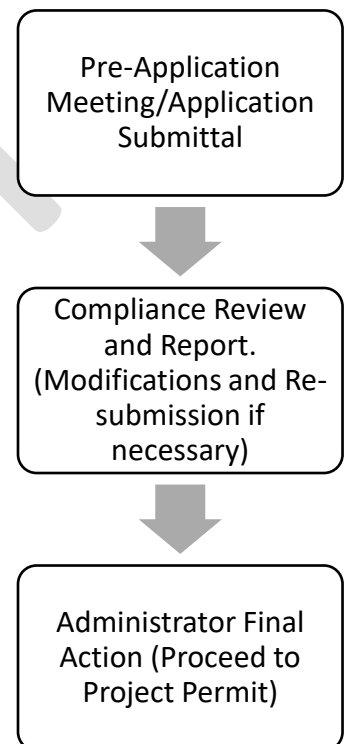 Pre-Application
Meeting/Application
Submittal
Compliance Review
and Report.
(Modifications and Re-
submission if
necessary)
Administrator Final
Action (Proceed to
Project Permit)